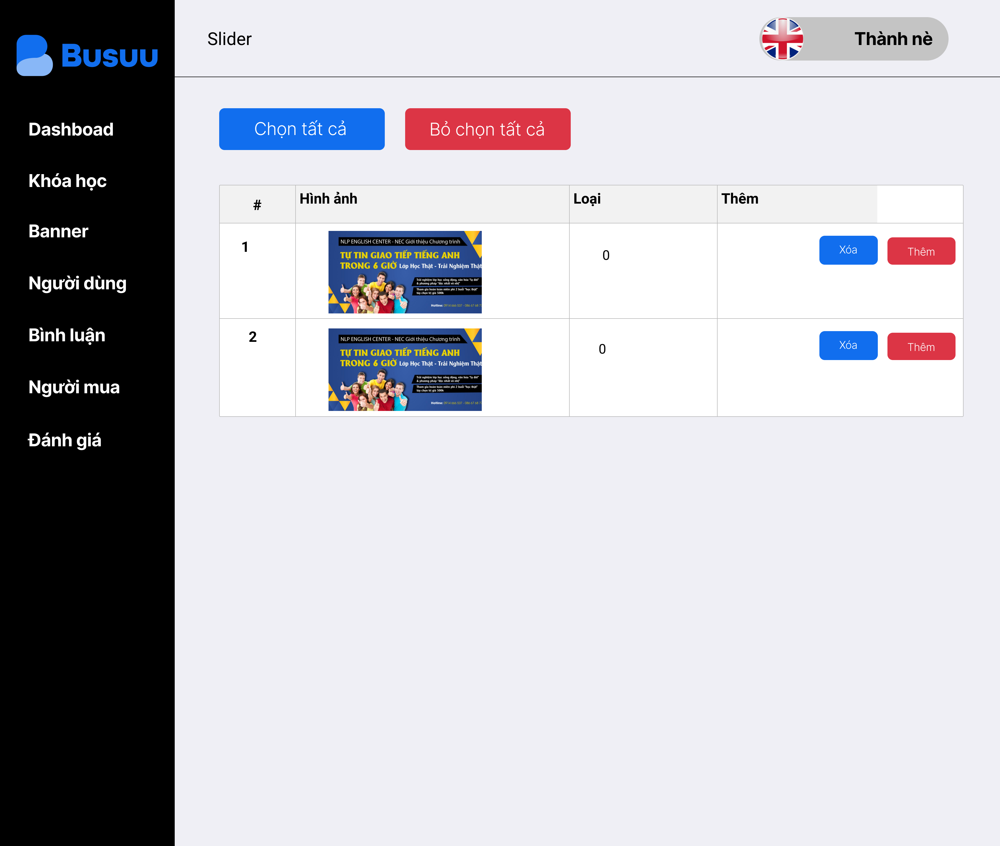 Busuu
Slider
Thành nè
Dashboad
Khóa học
Banner
Người dùng
Bình luận
Người mua
Đánh giá
Chọn tất cả
Bỏ chọn tất cả
# Hình ảnh Loại Thêm
1
NLP ENGLISH CENTER - NEC Giới thiệu Chương trình
TỰ TIN GIAO TIẾP TIẾNG ANH
TRONG 6 GIỜ Lớp Học Thật - Trải Nghiệm Thật
Trải nghiệm lớp học sống động, văn hóa "lạ đời"
& phương pháp "độc nhất vô nhị"
Tham gia hoàn toàn miễn phí 2 buổi "học thật"
tùy chọn trị giá 500k
Hotline: 0914 666 537 - 086 67 68 77
0
Xóa
Thêm
2
NLP ENGLISH CENTER - NEC Giới thiệu Chương trình
TỰ TIN GIAO TIẾP TIẾNG ANH
TRONG 6 GIỜ Lớp Học Thật - Trải Nghiệm Thật
Trải nghiệm lớp học sống động, văn hóa "lạ đời"
& phương pháp "độc nhất vô nhị"
Tham gia hoàn toàn miễn phí 2 buổi "học thật"
tùy chọn trị giá 500k
Hotline: 0914 666 537 - 086 67 68 77
0
Xóa
Thêm